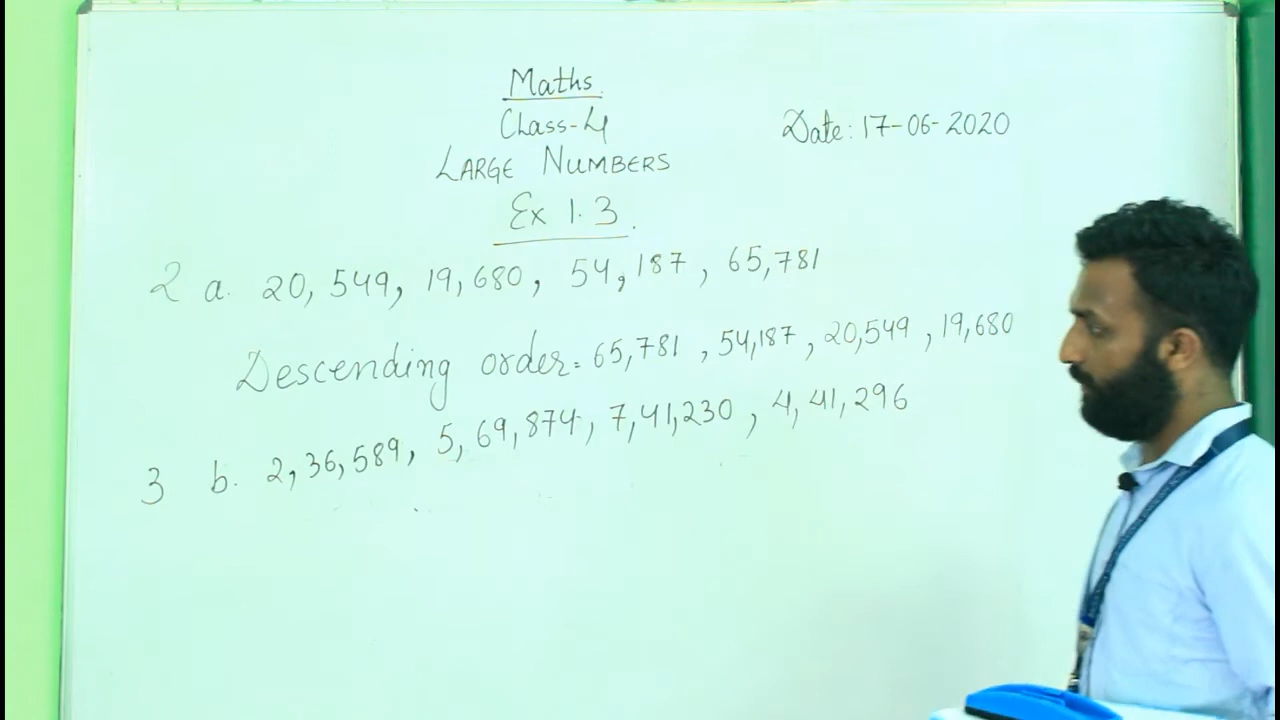 Maths
Class-4
Date: 17-06-2020
LARGE NUMBERS
Ex 1.3
2 a. 20, 549, 19,680, 54,187, 65,781
Descending order = 65,781, 54,187, 20,549, 19,680
3 b. 2,36,589, 5,69,874, 7,41,230, 4,41,296